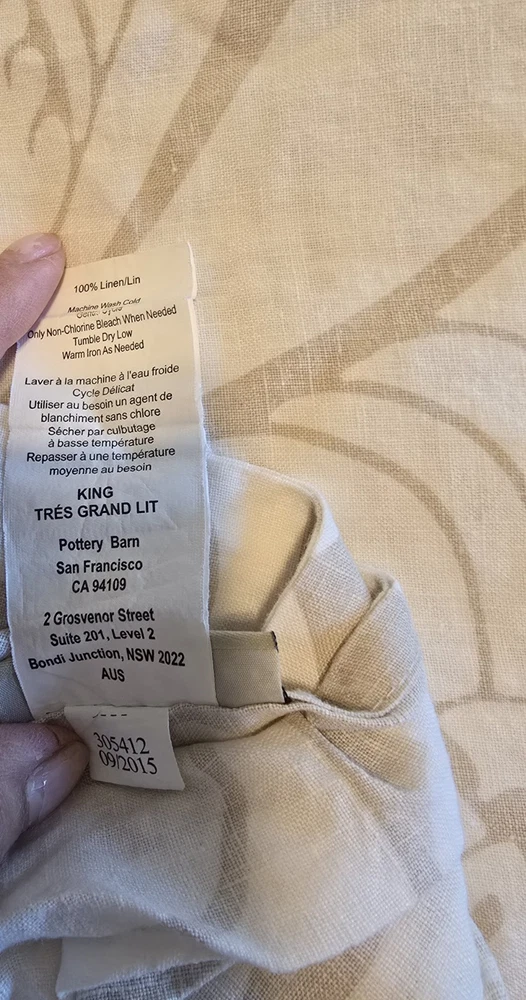 100% Linen/Lin
Machine Wash Cold
Gentle Cycle
Only Non-Chlorine Bleach When Needed
Tumble Dry Low
Warm Iron As Needed
Laver à la machine à l'eau froide
Cycle Délicat
Utiliser au besoin un agent de
blanchiment sans chlore
Sécher par culbutage
à basse température
Repasser à une température
moyenne au besoin
KING
TRÉS GRAND LIT
Pottery Barn
San Francisco
CA 94109
2 Grosvenor Street
Suite 201, Level 2
Bondi Junction, NSW 2022
AUS
305412
09/2015